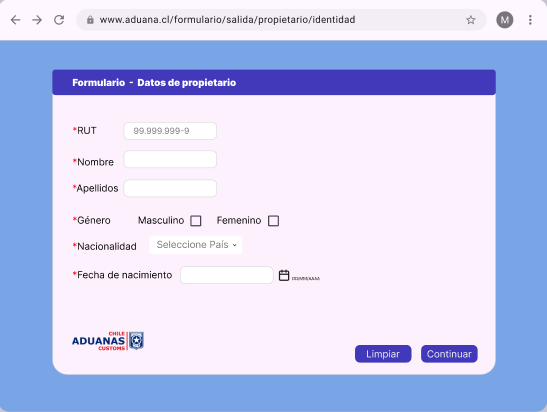 www.aduana.cl/formulario/salida/propietario/identidad
M
Formulario - Datos de propietario
*RUT 99.999.999-9
*Nombre
*Apellidos
*Género Masculino Femenino
*Nacionalidad Seleccione País
*Fecha de nacimiento DD/MM/AAAA
CHILE
ADUANAS
CUSTOMS
Limpiar Continuar